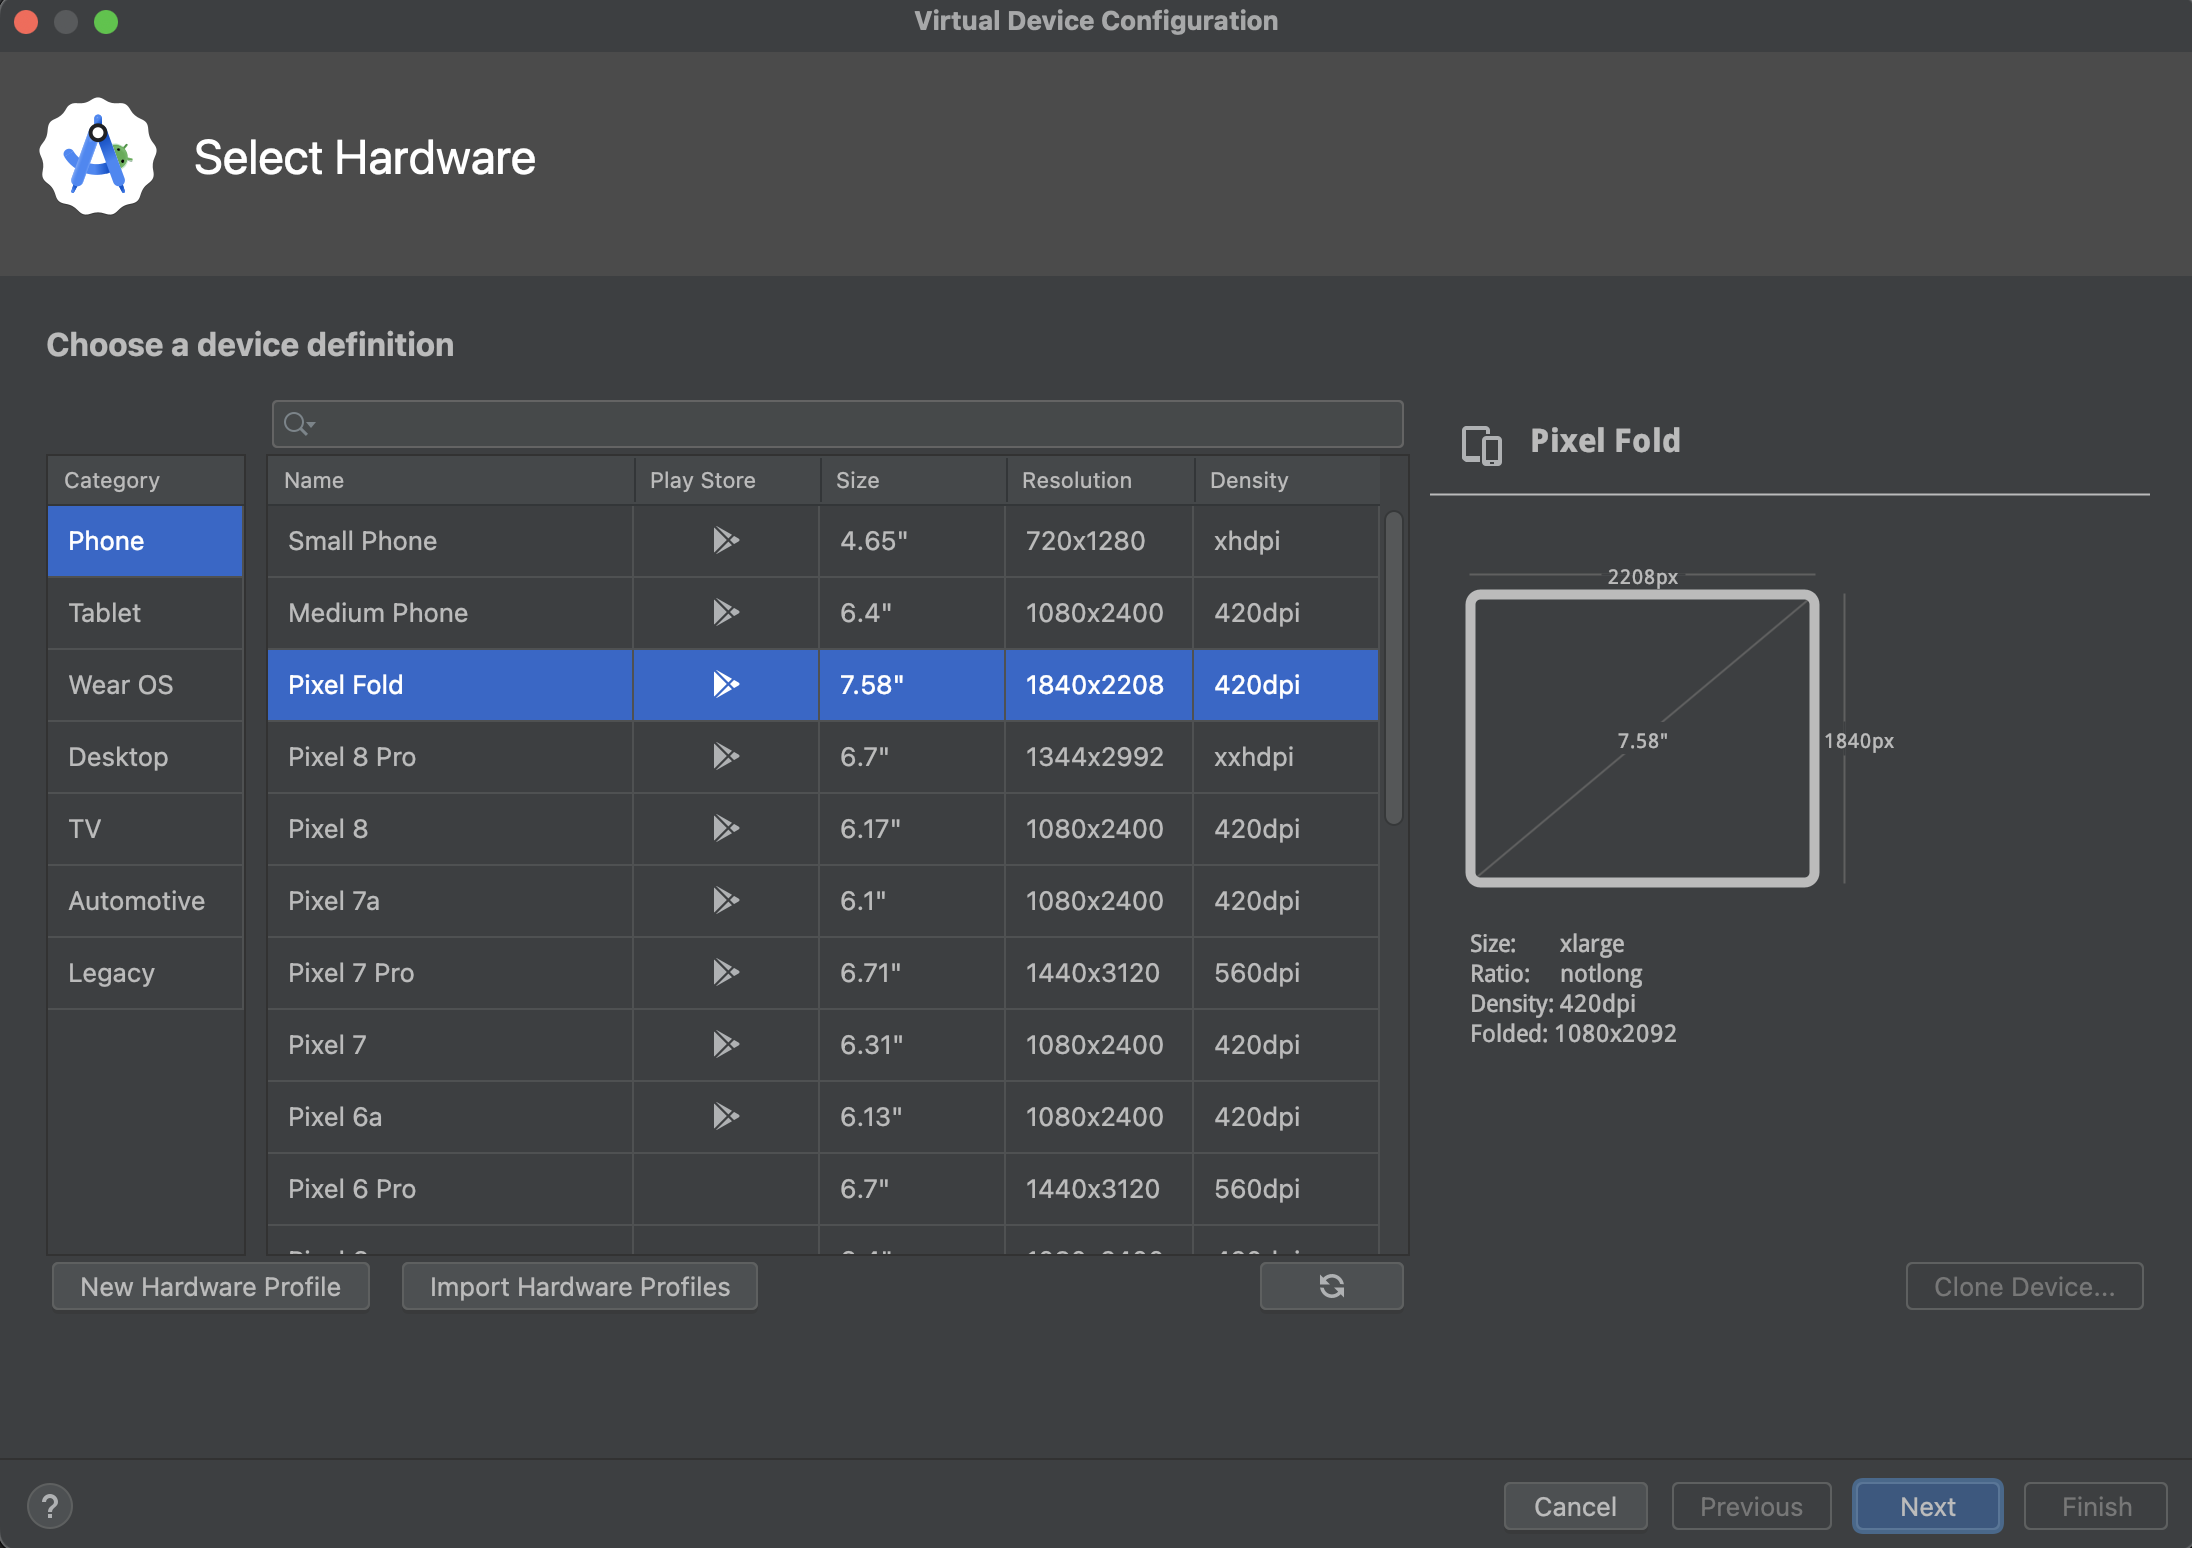 Virtual Device Configuration
Select Hardware
Choose a device definition
Category
Phone
Tablet
Wear OS
Desktop
TV
Automotive
Legacy
Name Play Store Size Resolution Density
Small Phone 4.65" 720x1280 xhdpi
Medium Phone 6.4" 1080x2400 420dpi
Pixel Fold 7.58" 1840x2208 420dpi
Pixel 8 Pro 6.7" 1344x2992 xxhdpi
Pixel 8 6.17" 1080x2400 420dpi
Pixel 7a 6.1" 1080x2400 420dpi
Pixel 7 Pro 6.71" 1440x3120 560dpi
Pixel 7 6.31" 1080x2400 420dpi
Pixel 6a 6.13" 1080x2400 420dpi
Pixel 6 Pro 6.7" 1440x3120 560dpi
Pixel Fold
2208px
7.58"
1840px
Size: xlarge
Ratio: notlong
Density: 420dpi
Folded: 1080x2092
New Hardware Profile Import Hardware Profiles Clone Device...
? Cancel Previous Next Finish